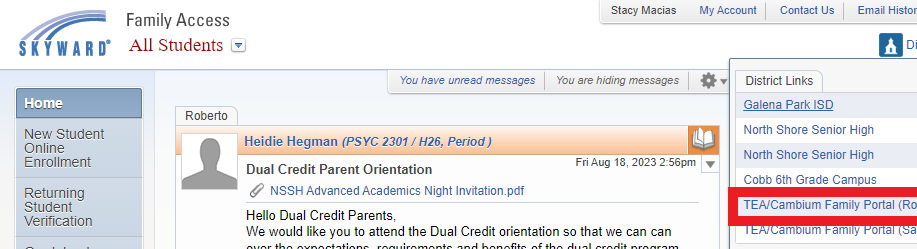 Family Access
SKYWARD®
All Students
Stacy Macias
My Account
Contact Us
Email Histor
Di
You have unread messages
You are hiding messages
District Links
Galena Park ISD
North Shore Senior High
North Shore Senior High
Cobb 6th Grade Campus
TEA/Cambium Family Portal (Ro
TEA/Cambium Family Portal (Sa
Home
New Student
Online
Enrollment
Returning
Student
Verification
Roberto
Heidie Hegman (PSYC 2301 / H26, Period )
Dual Credit Parent Orientation
Fri Aug 18, 2023 2:56pm
NSSH Advanced Academics Night Invitation.pdf
Hello Dual Credit Parents,
We would like you to attend the Dual Credit orientation so that we can can
over the expectations, requirements and benefits of the dual credit program